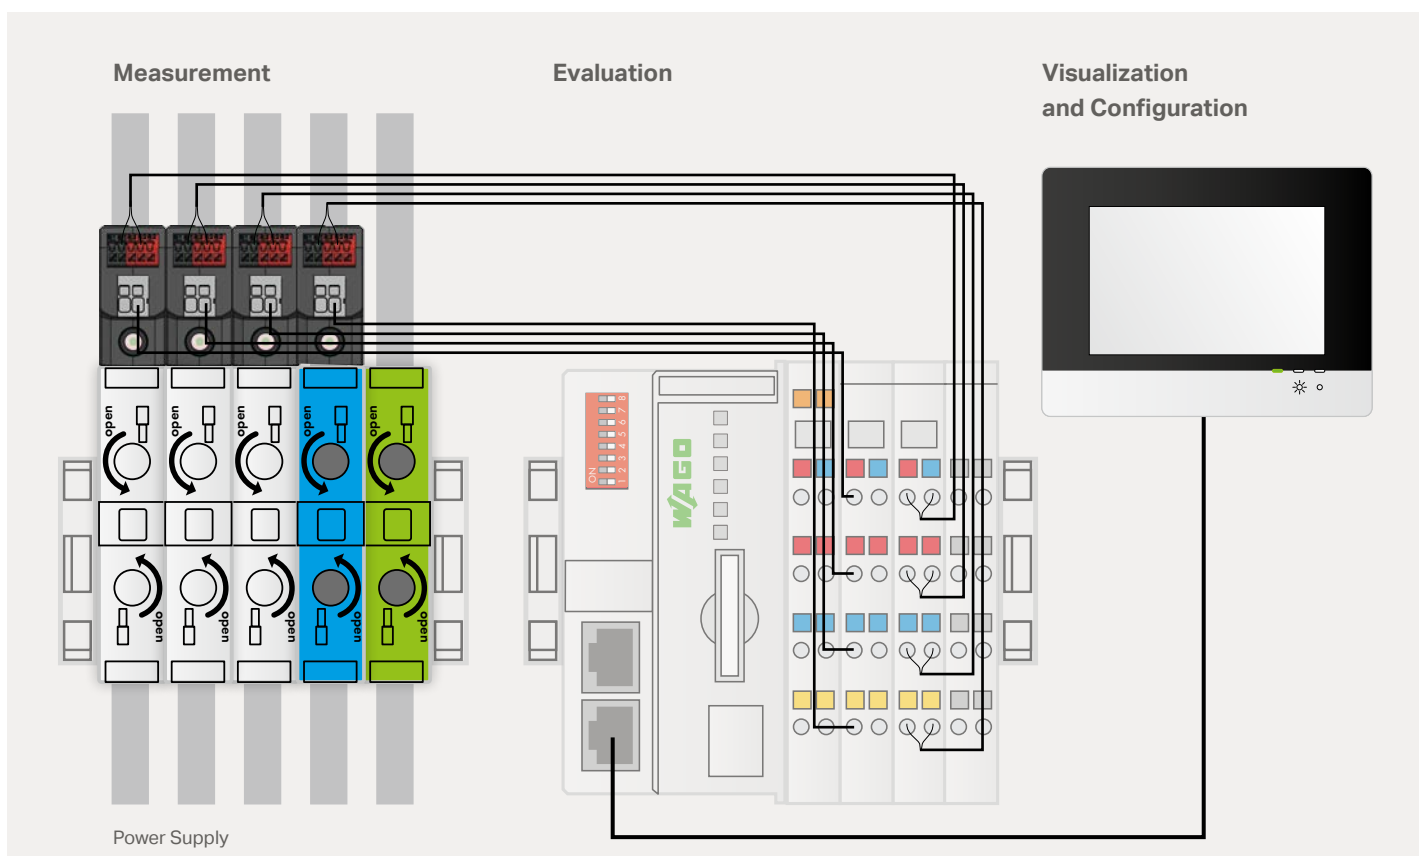 Measurement
Evaluation
Visualization
and Configuration
open
open
open
open
open
ON
1 2 3 4 5 6 7 8
WAGO
open
open
open
open
open
Power Supply